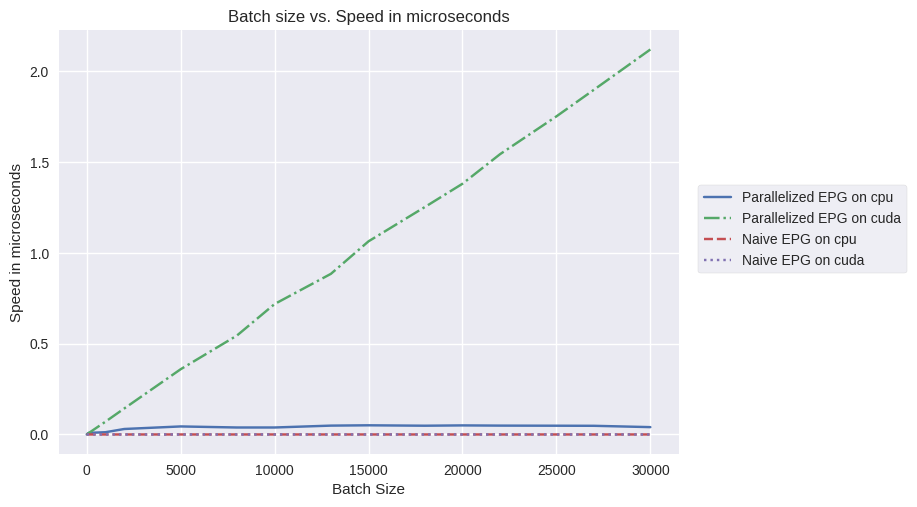 Batch size vs. Speed in microseconds
2.0
1.5
1.0
0.5
0.0
Speed in microseconds
0 5000 10000 15000 20000 25000 30000
Batch Size
Parallelized EPG on cpu
Parallelized EPG on cuda
Naive EPG on cpu
Naive EPG on cuda